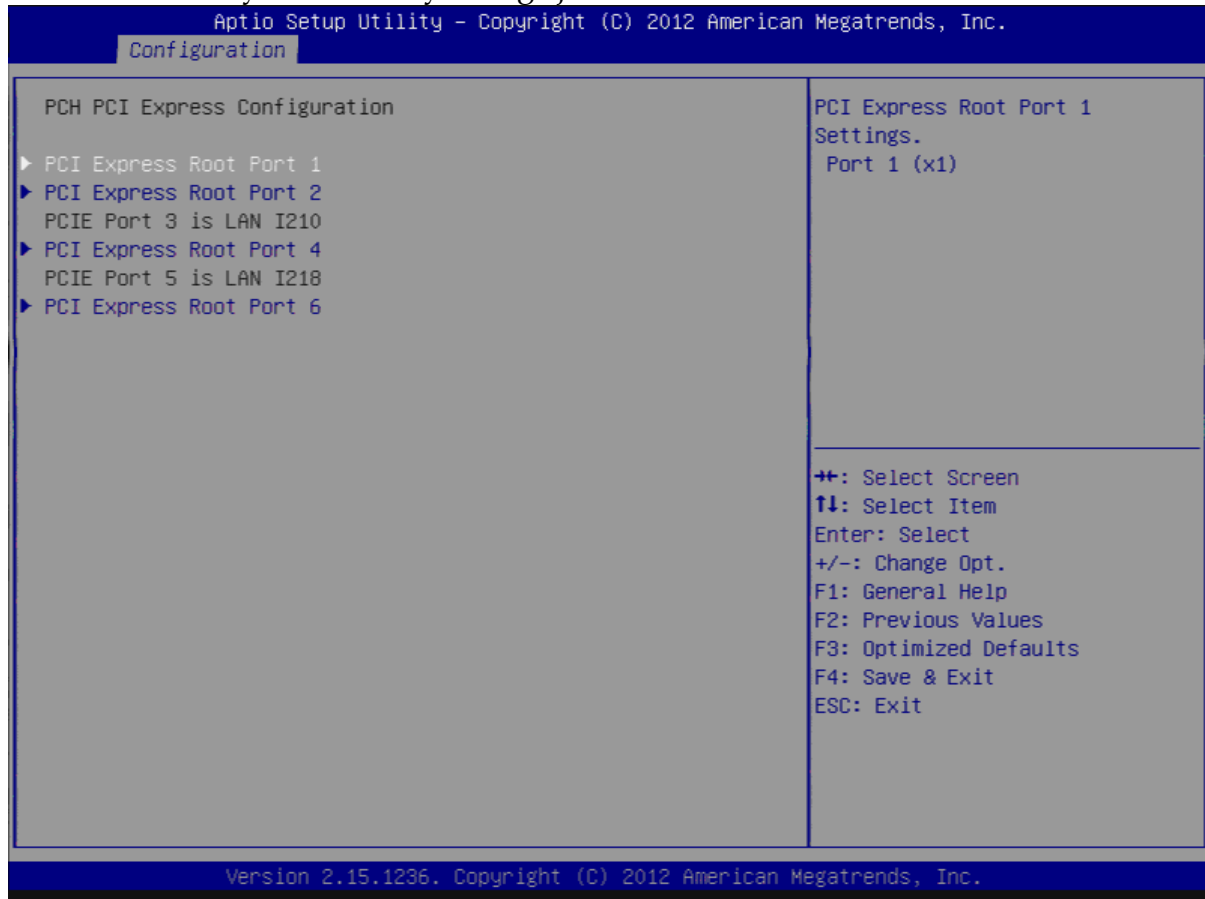 Aptio Setup Utility – Copyright (C) 2012 American Megatrends, Inc.
Configuration
PCH PCI Express Configuration
PCI Express Root Port 1
PCI Express Root Port 2
PCIE Port 3 is LAN I210
PCI Express Root Port 4
PCIE Port 5 is LAN I218
PCI Express Root Port 6
PCI Express Root Port 1
Settings.
Port 1 (x1)
→←: Select Screen
↑↓: Select Item
Enter: Select
+/-: Change Opt.
F1: General Help
F2: Previous Values
F3: Optimized Defaults
F4: Save & Exit
ESC: Exit
Version 2.15.1236. Copyright (C) 2012 American Megatrends, Inc.